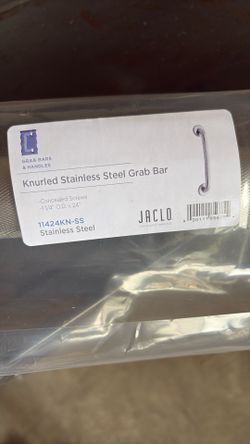 GRAB BARS
& HANDLES
Knurled Stainless Steel Grab Bar
-Concealed Screws
-1 1/4" O.D. x 24"
11424KN-SS
Stainless Steel
JACLO